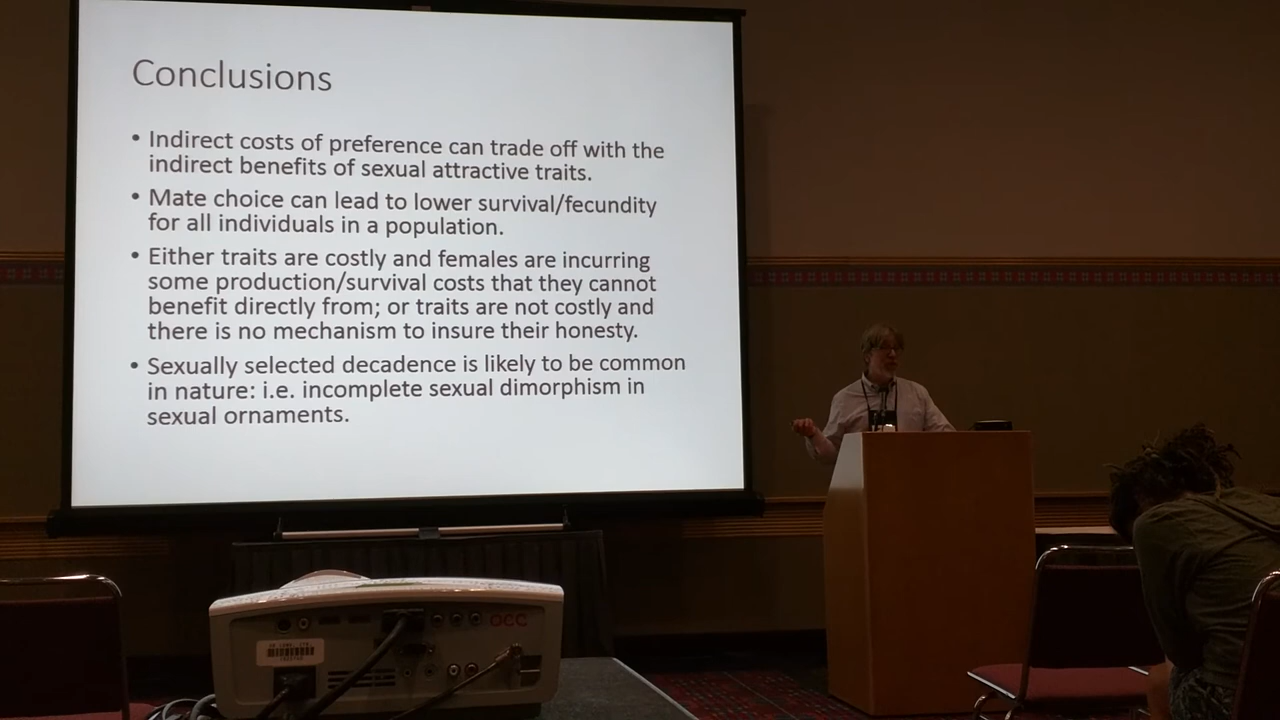 Conclusions
• Indirect costs of preference can trade off with the
indirect benefits of sexual attractive traits.
• Mate choice can lead to lower survival/fecundity
for all individuals in a population.
• Either traits are costly and females are incurring
some production/survival costs that they cannot
benefit directly from; or traits are not costly and
there is no mechanism to insure their honesty.
• Sexually selected decadence is likely to be common
in nature: i.e. incomplete sexual dimorphism in
sexual ornaments.
OCC